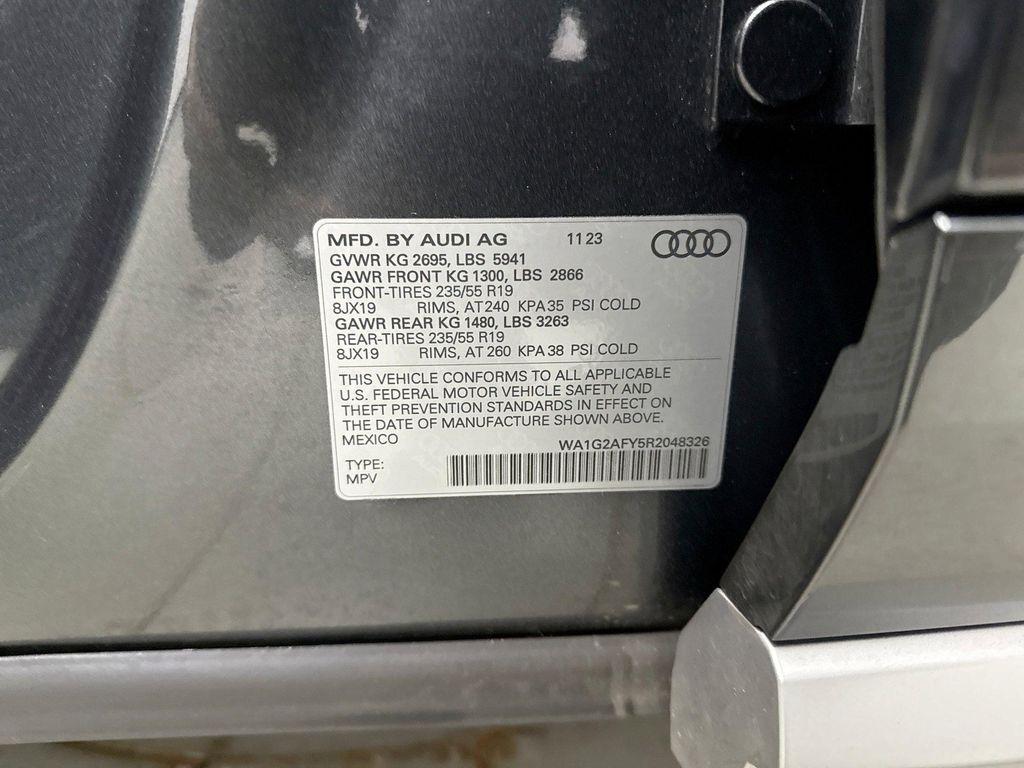 MFD. BY AUDI AG 11 23
GVWR KG 2695, LBS 5941
GAWR FRONT KG 1300, LBS 2866
FRONT-TIRES 235/55 R19
8JX19 RIMS, AT 240 KPA 35 PSI COLD
GAWR REAR KG 1480, LBS 3263
REAR-TIRES 235/55 R19
8JX19 RIMS, AT 260 KPA 38 PSI COLD
THIS VEHICLE CONFORMS TO ALL APPLICABLE
U.S. FEDERAL MOTOR VEHICLE SAFETY AND
THEFT PREVENTION STANDARDS IN EFFECT ON
THE DATE OF MANUFACTURE SHOWN ABOVE.
MEXICO WA1G2AFY5R2048326
TYPE:
MPV